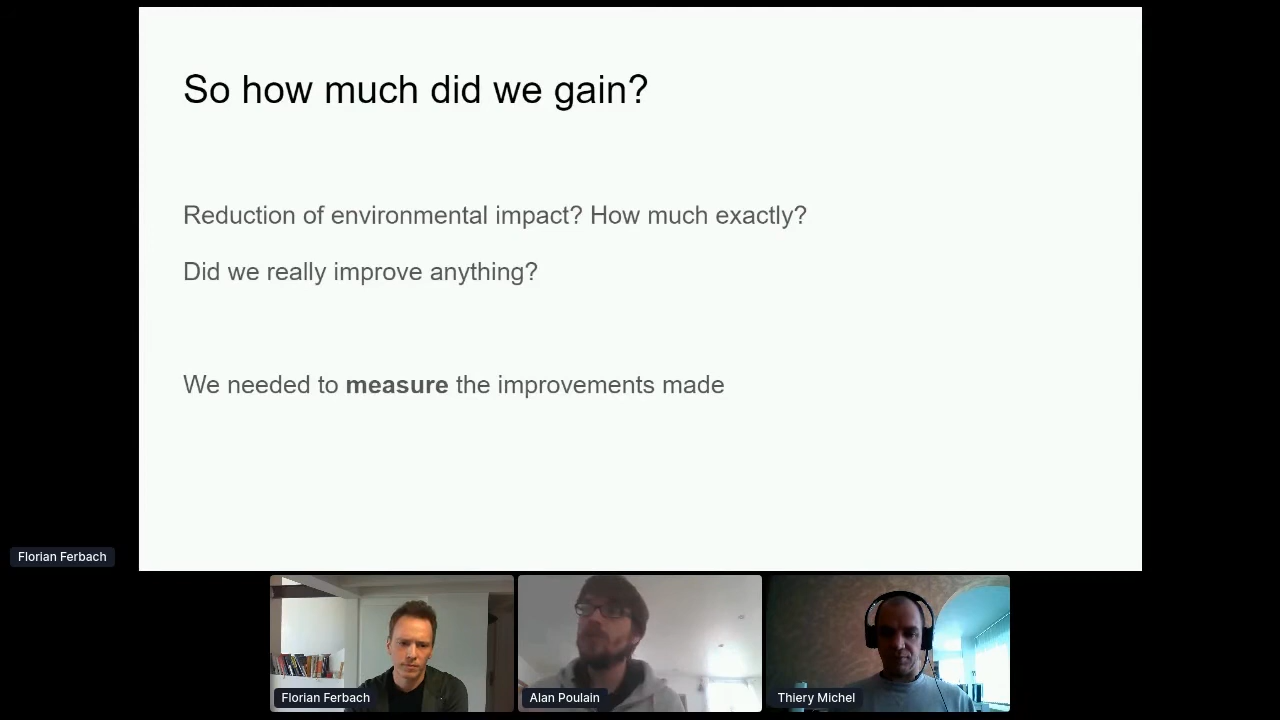 So how much did we gain?
Reduction of environmental impact? How much exactly?
Did we really improve anything?
We needed to measure the improvements made
Florian Ferbach
Florian Ferbach
Alan Poulain
Thiery Michel